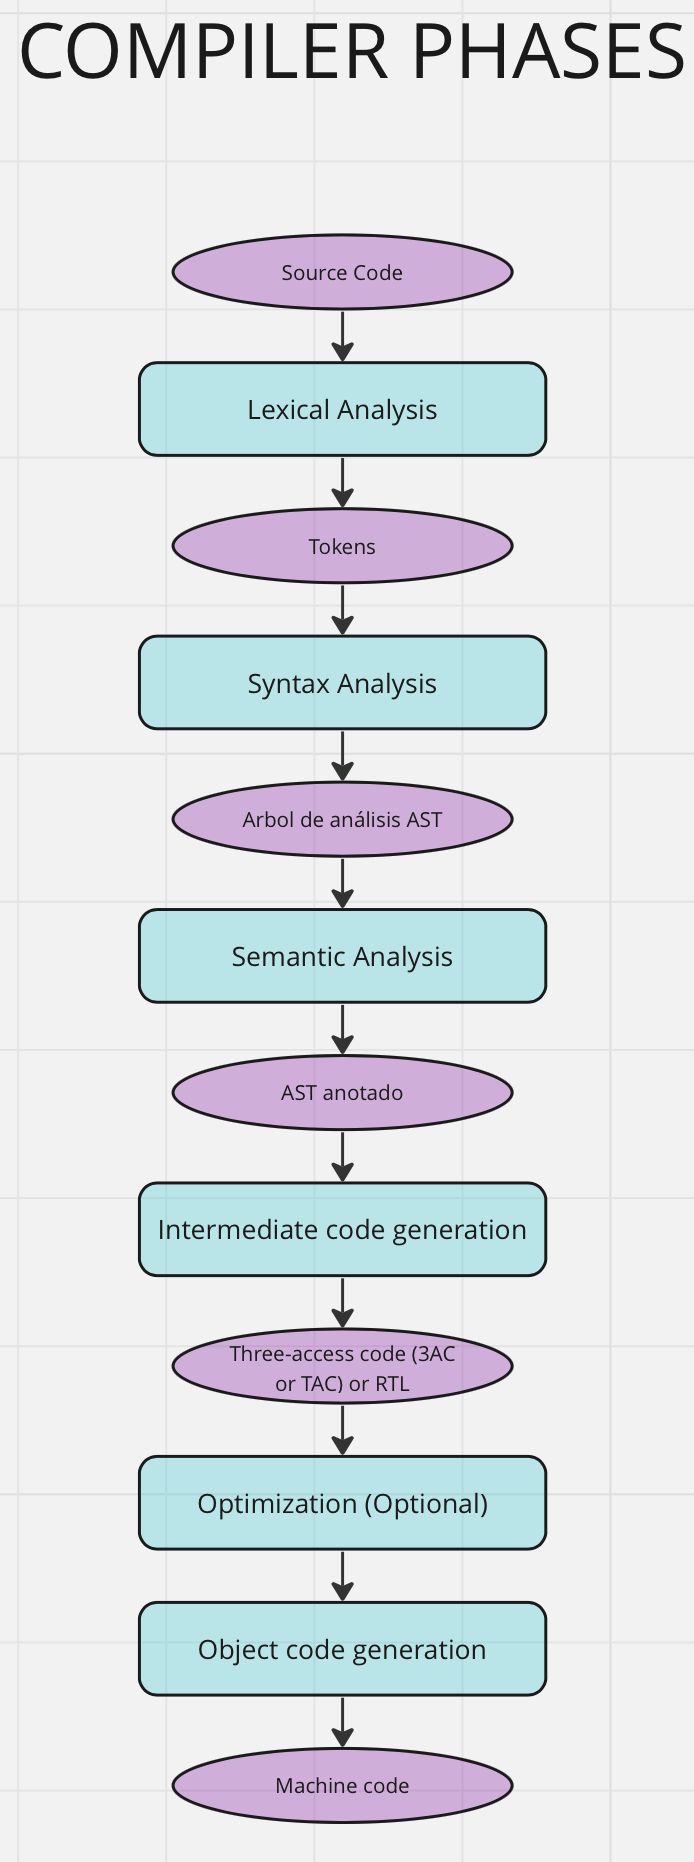 COMPILER PHASES
Source Code
Lexical Analysis
Tokens
Syntax Analysis
Arbol de análisis AST
Semantic Analysis
AST anotado
Intermediate code generation
Three-access code (3AC
or TAC) or RTL
Optimization (Optional)
Object code generation
Machine code